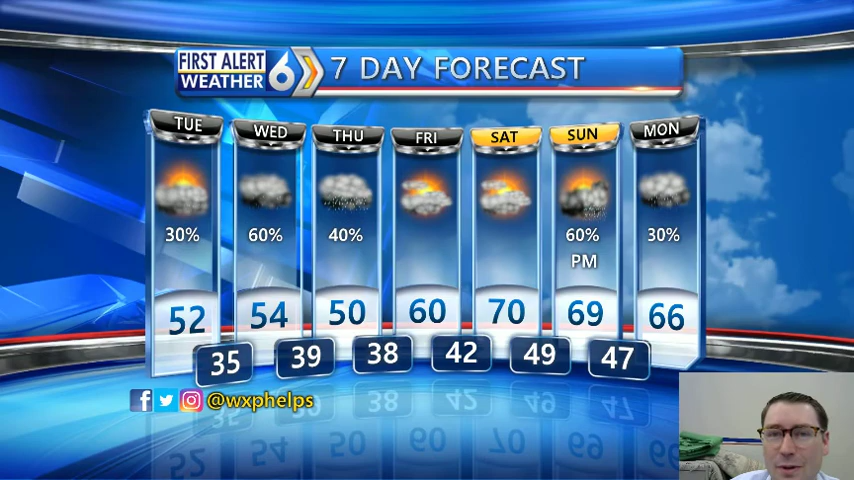 FIRST ALERT
WEATHER 6
7 DAY FORECAST
TUE WED THU FRI SAT SUN MON
30% 60% 40% 60% 30%
PM
52 54 50 60 70 69 66
35 39 38 42 49 47
@wxphelps